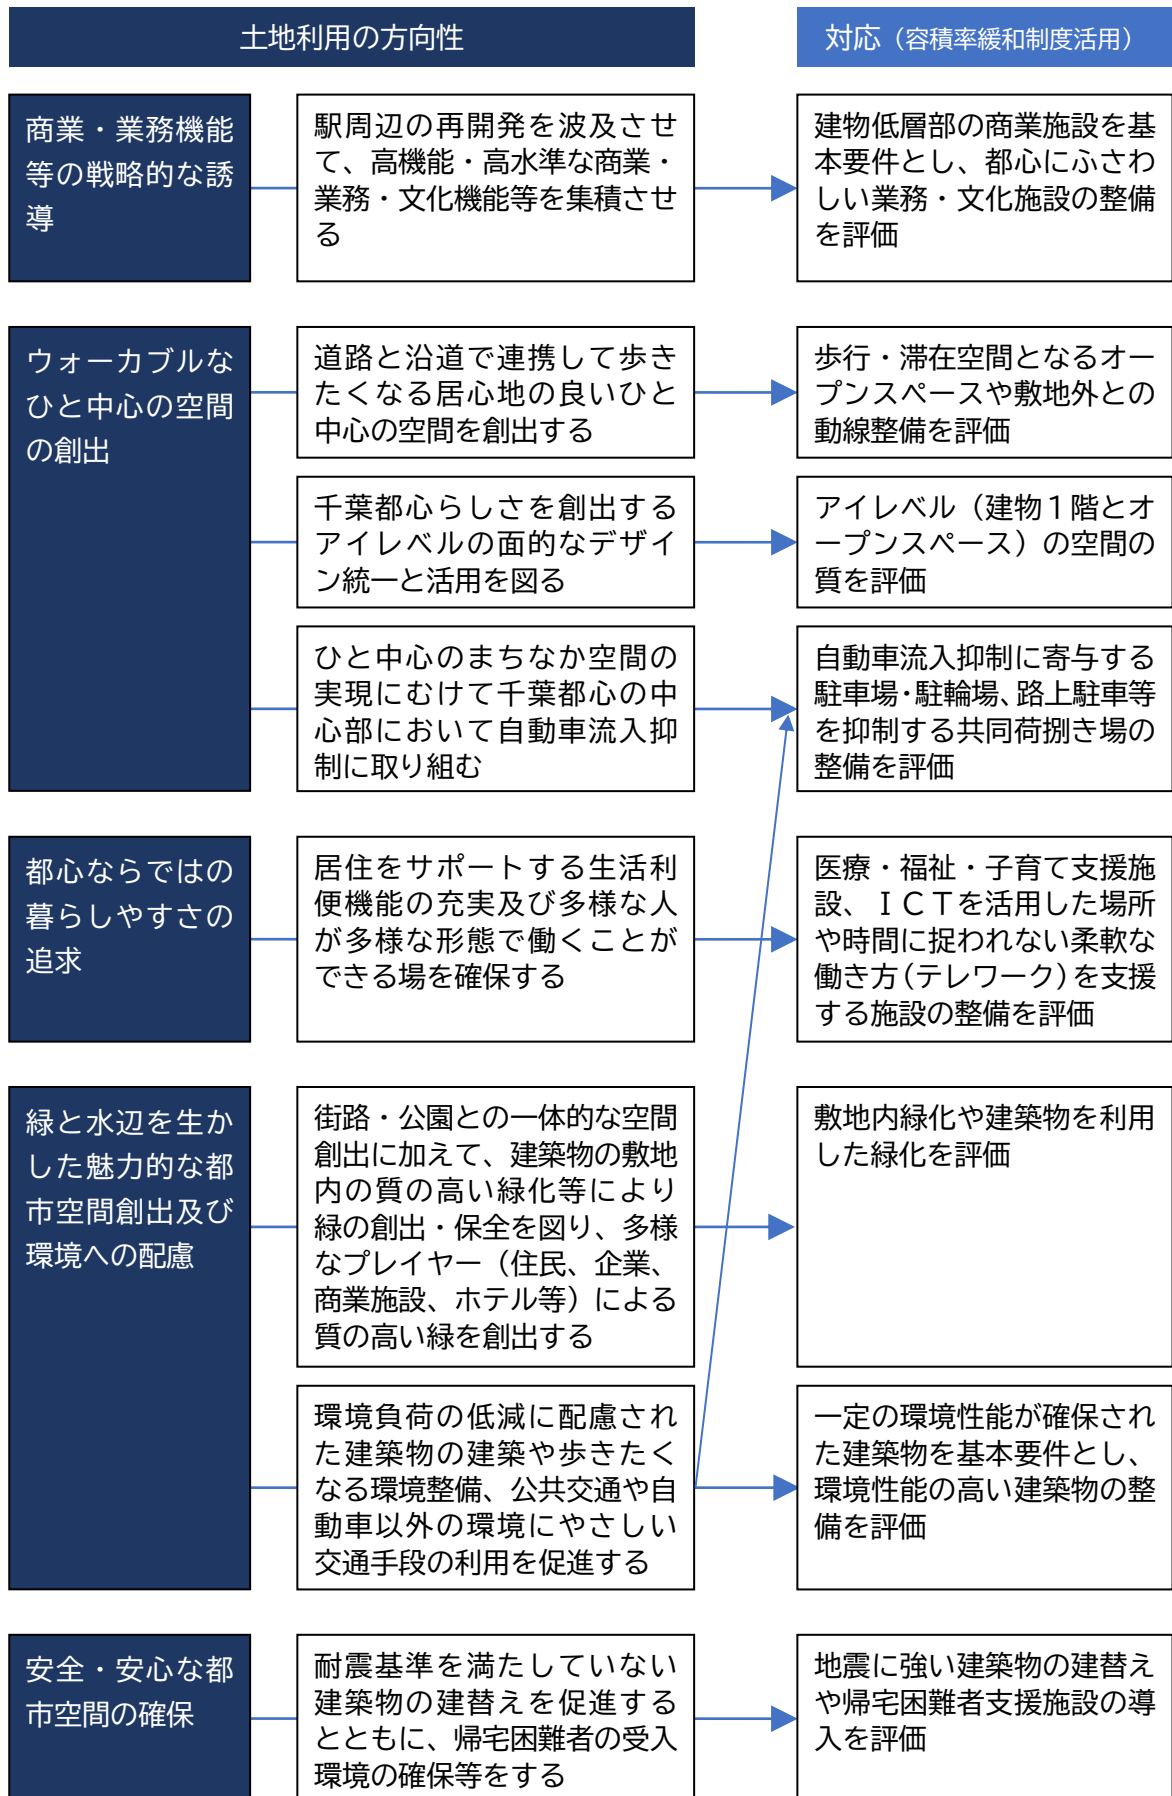 土地利用の方向性
対応（容積率緩和制度活用）
商業・業務機能
等の戦略的な誘
導
駅周辺の再開発を波及させ
て、高機能・高水準な商業・
業務・文化機能等を集積させ
る
建物低層部の商業施設を基
本要件とし、都心にふさわ
しい業務・文化施設の整備
を評価
ウォーカブルな
ひと中心の空間
の創出
道路と沿道で連携して歩き
たくなる居心地の良いひと
中心の空間を創出する
歩行・滞在空間となるオー
プンスペースや敷地外との
動線整備を評価
千葉都心らしさを創出する
アイレベルの面的なデザイ
ン統一と活用を図る
アイレベル（建物１階とオ
ープンスペース）の空間の
質を評価
ひと中心のまちなか空間の
実現にむけて千葉都心の中
心部において自動車流入抑
制に取り組む
自動車流入抑制に寄与する
駐車場・駐輪場、路上駐車等
を抑制する共同荷捌き場の
整備を評価
都心ならではの
暮らしやすさの
追求
居住をサポートする生活利
便機能の充実及び多様な人
が多様な形態で働くことが
できる場を確保する
医療・福祉・子育て支援施
設、ＩＣＴを活用した場所
や時間に捉われない柔軟な
働き方（テレワーク）を支援
する施設の整備を評価
緑と水辺を生か
した魅力的な都
市空間創出及び
環境への配慮
街路・公園との一体的な空間
創出に加えて、建築物の敷地
内の質の高い緑化等により
緑の創出・保全を図り、多様
なプレイヤー（住民、企業、
商業施設、ホテル等）による
質の高い緑を創出する
敷地内緑化や建築物を利用
した緑化を評価
環境負荷の低減に配慮され
た建築物の建築や歩きたく
なる環境整備、公共交通や自
動車以外の環境にやさしい
交通手段の利用を促進する
一定の環境性能が確保され
た建築物を基本要件とし、
環境性能の高い建築物の整
備を評価
安全・安心な都
市空間の確保
耐震基準を満たしていない
建築物の建替えを促進する
とともに、帰宅困難者の受入
環境の確保等をする
地震に強い建築物の建替え
や帰宅困難者支援施設の導
入を評価